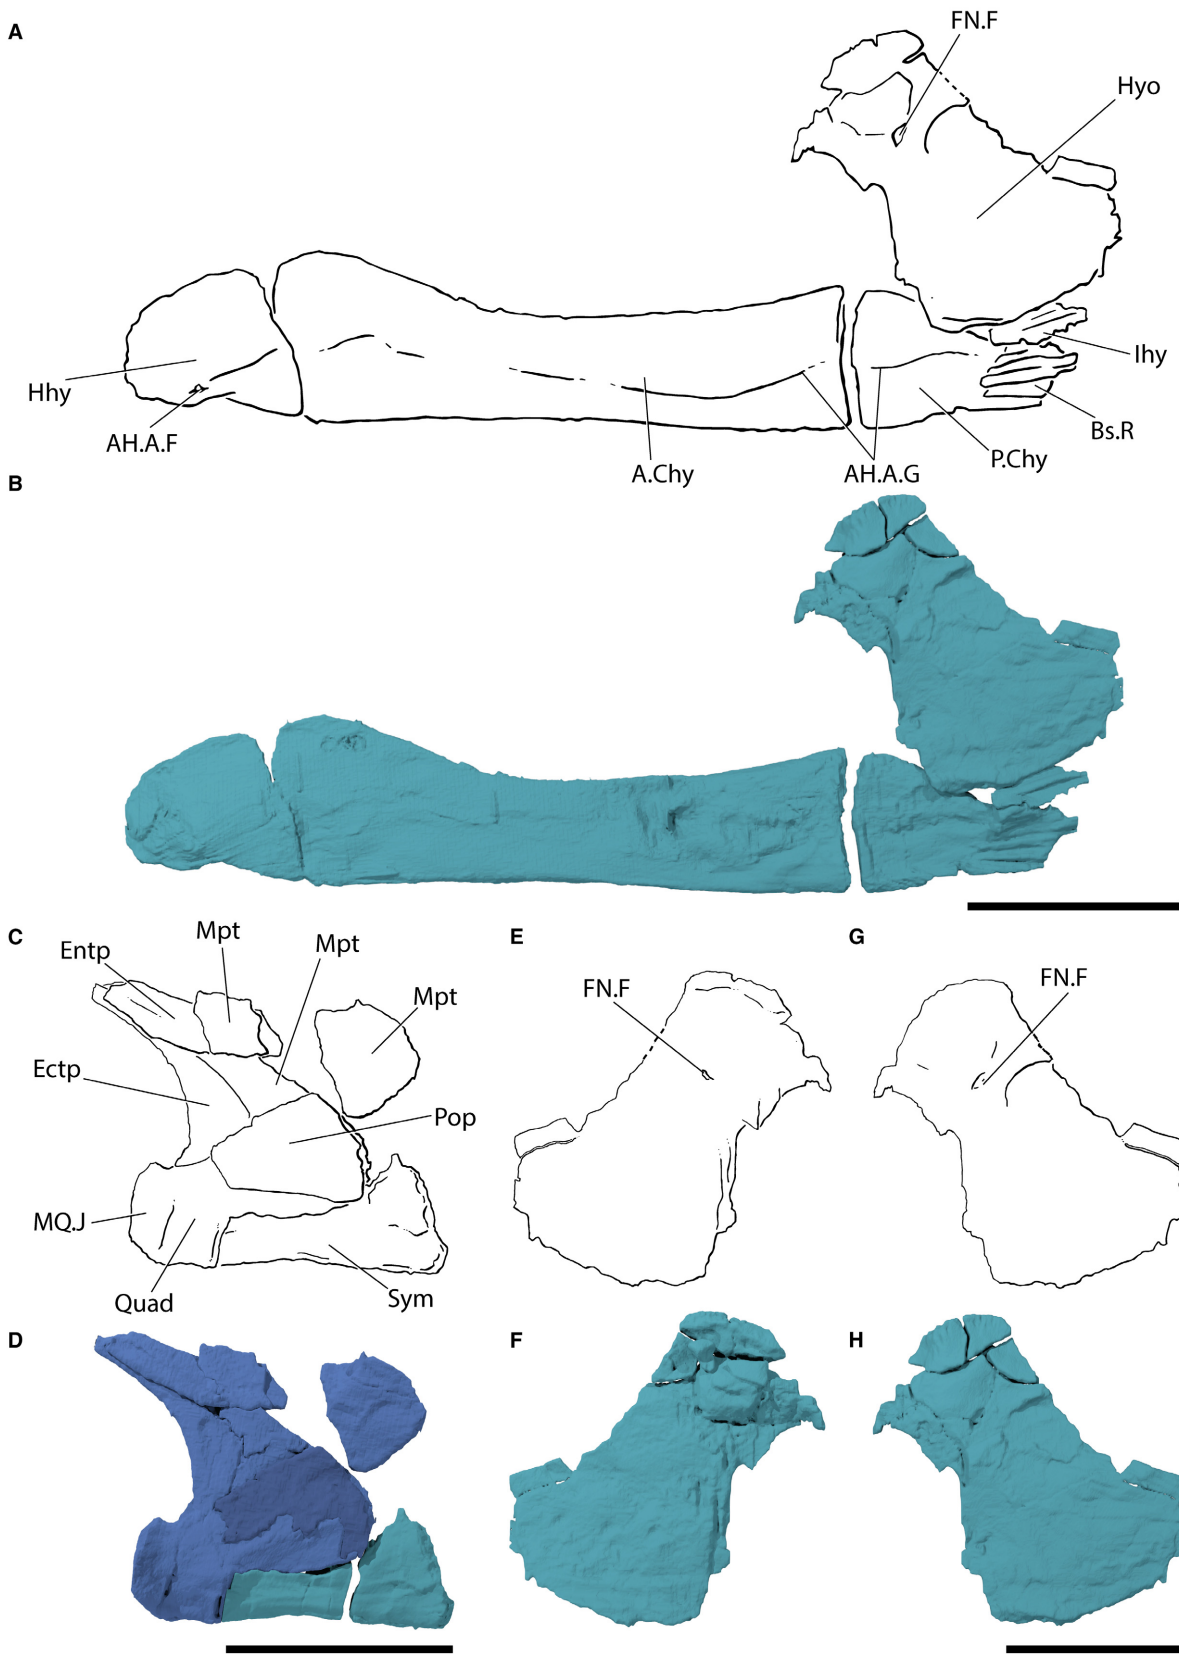 A
FN.F
Hyo
Hhy
AH.A.F
A.Chy
AH.A.G
P.Chy
Bs.R
Ihy
B
C
Entp
Mpt
Mpt
Mpt
Ectp
Pop
MQ.J
Quad
Sym
E
FN.F
G
FN.F
D
F
H